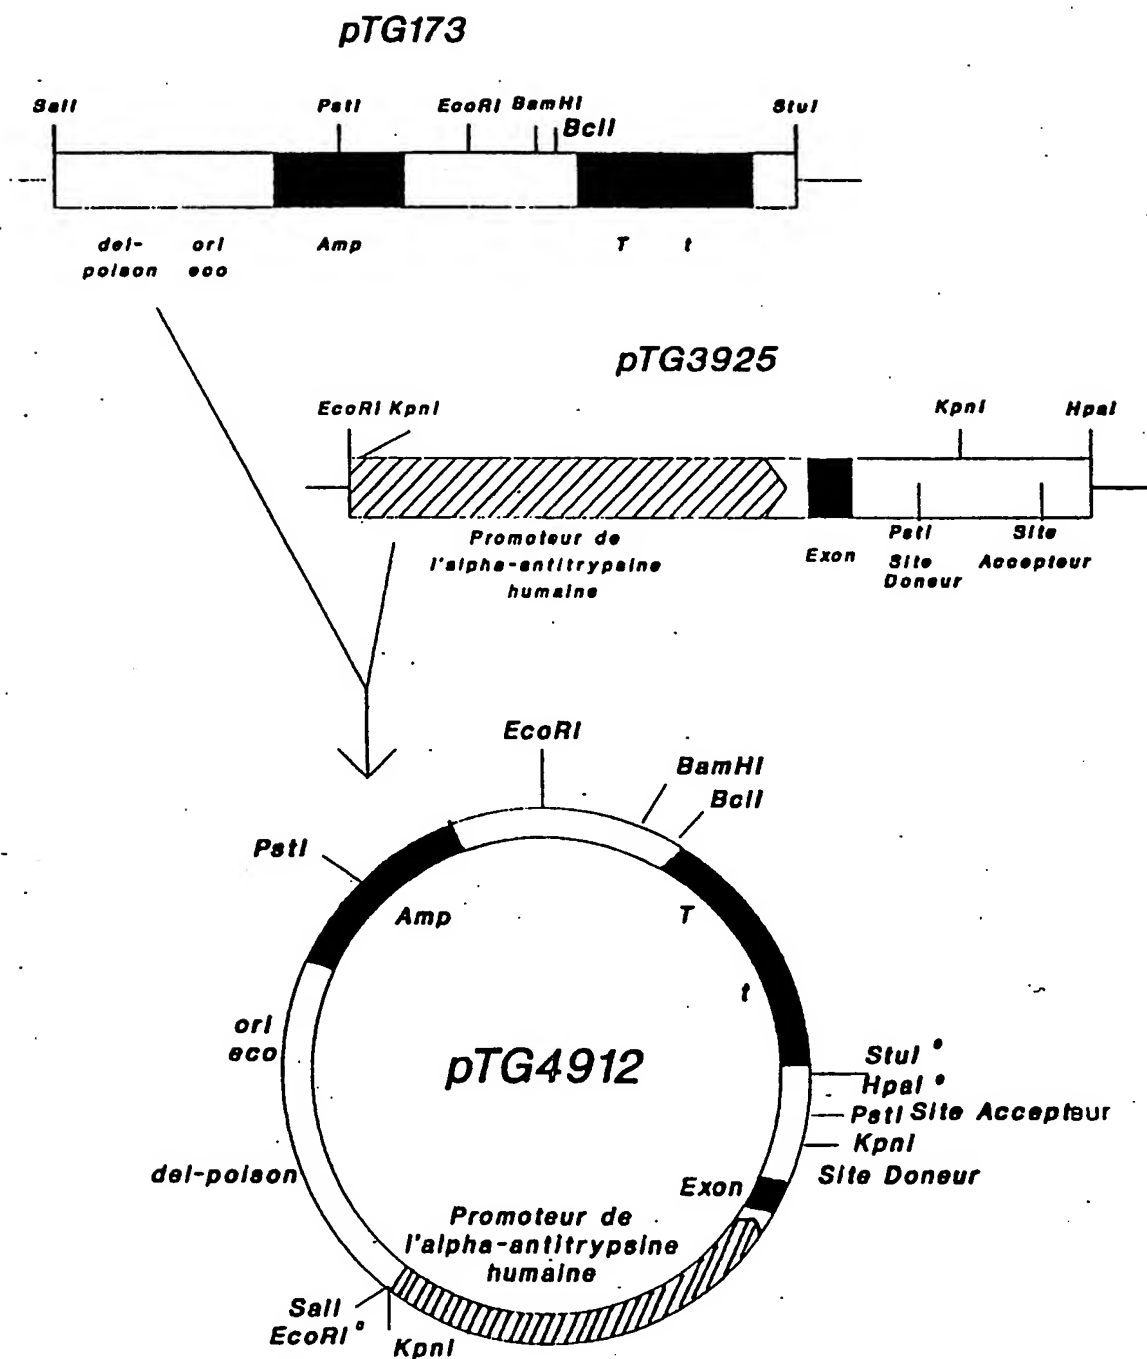 pTG173
SalI PstI EcoRI BamHI StuI
BclI
del- ori Amp T t
poison eco
pTG3925
EcoRI KpnI KpnI HpaI
Promoteur de Exon PstI Site
l'alpha-antitrypsine Site Accepteur
humaine Doneur
EcoRI
BamHI
BclI
PstI
Amp T
t
ori
eco
pTG4912
StuI °
HpaI °
PstI Site Accepteur
KpnI
del-poison Exon Site Doneur
Promoteur de
l'alpha-antitrypsine
humaine
SalI
EcoRI °
KpnI